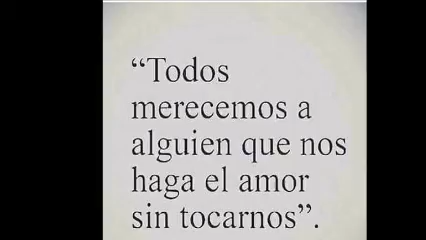 “Todos
merecemos a
alguien que nos
haga el amor
sin tocarnos”.